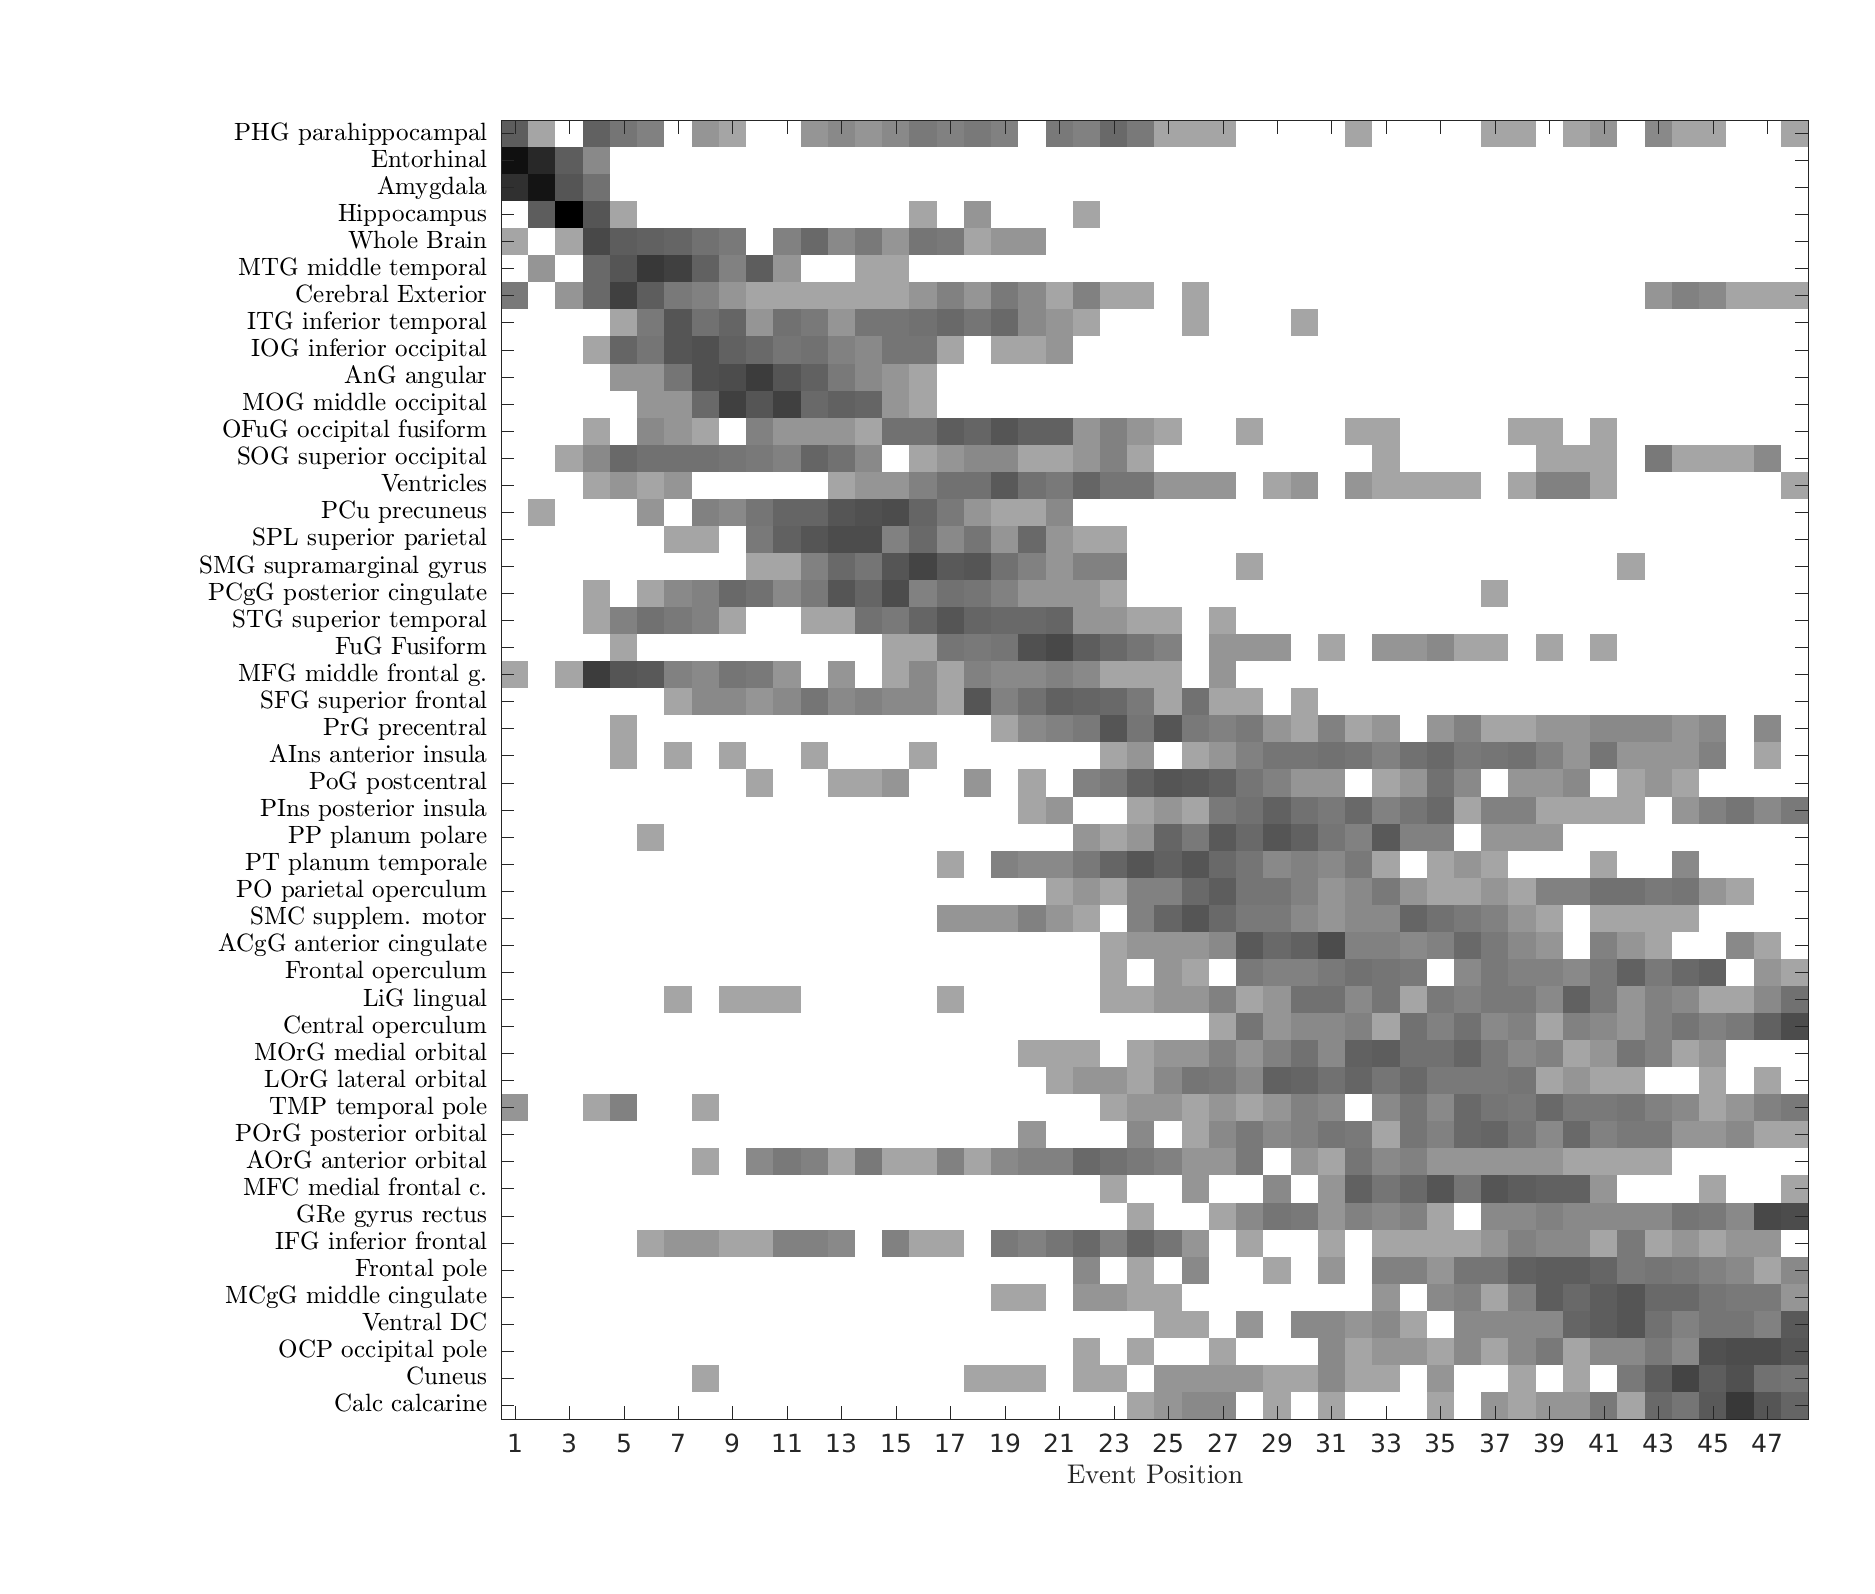 PHG parahippocampal
Entorhinal
Amygdala
Hippocampus
Whole Brain
MTG middle temporal
Cerebral Exterior
ITG inferior temporal
IOG inferior occipital
AnG angular
MOG middle occipital
OFuG occipital fusiform
SOG superior occipital
Ventricles
PCu precuneus
SPL superior parietal
SMG supramarginal gyrus
PCgG posterior cingulate
STG superior temporal
FuG Fusiform
MFG middle frontal g.
SFG superior frontal
PrG precentral
AIns anterior insula
PoG postcentral
PIns posterior insula
PP planum polare
PT planum temporale
PO parietal operculum
SMC supplem. motor
ACgG anterior cingulate
Frontal operculum
LiG lingual
Central operculum
MOrG medial orbital
LOrG lateral orbital
TMP temporal pole
POrG posterior orbital
AOrG anterior orbital
MFC medial frontal c.
GRe gyrus rectus
IFG inferior frontal
Frontal pole
MCgG middle cingulate
Ventral DC
OCP occipital pole
Cuneus
Calc calcarine
1 3 5 7 9 11 13 15 17 19 21 23 25 27 29 31 33 35 37 39 41 43 45 47
Event Position